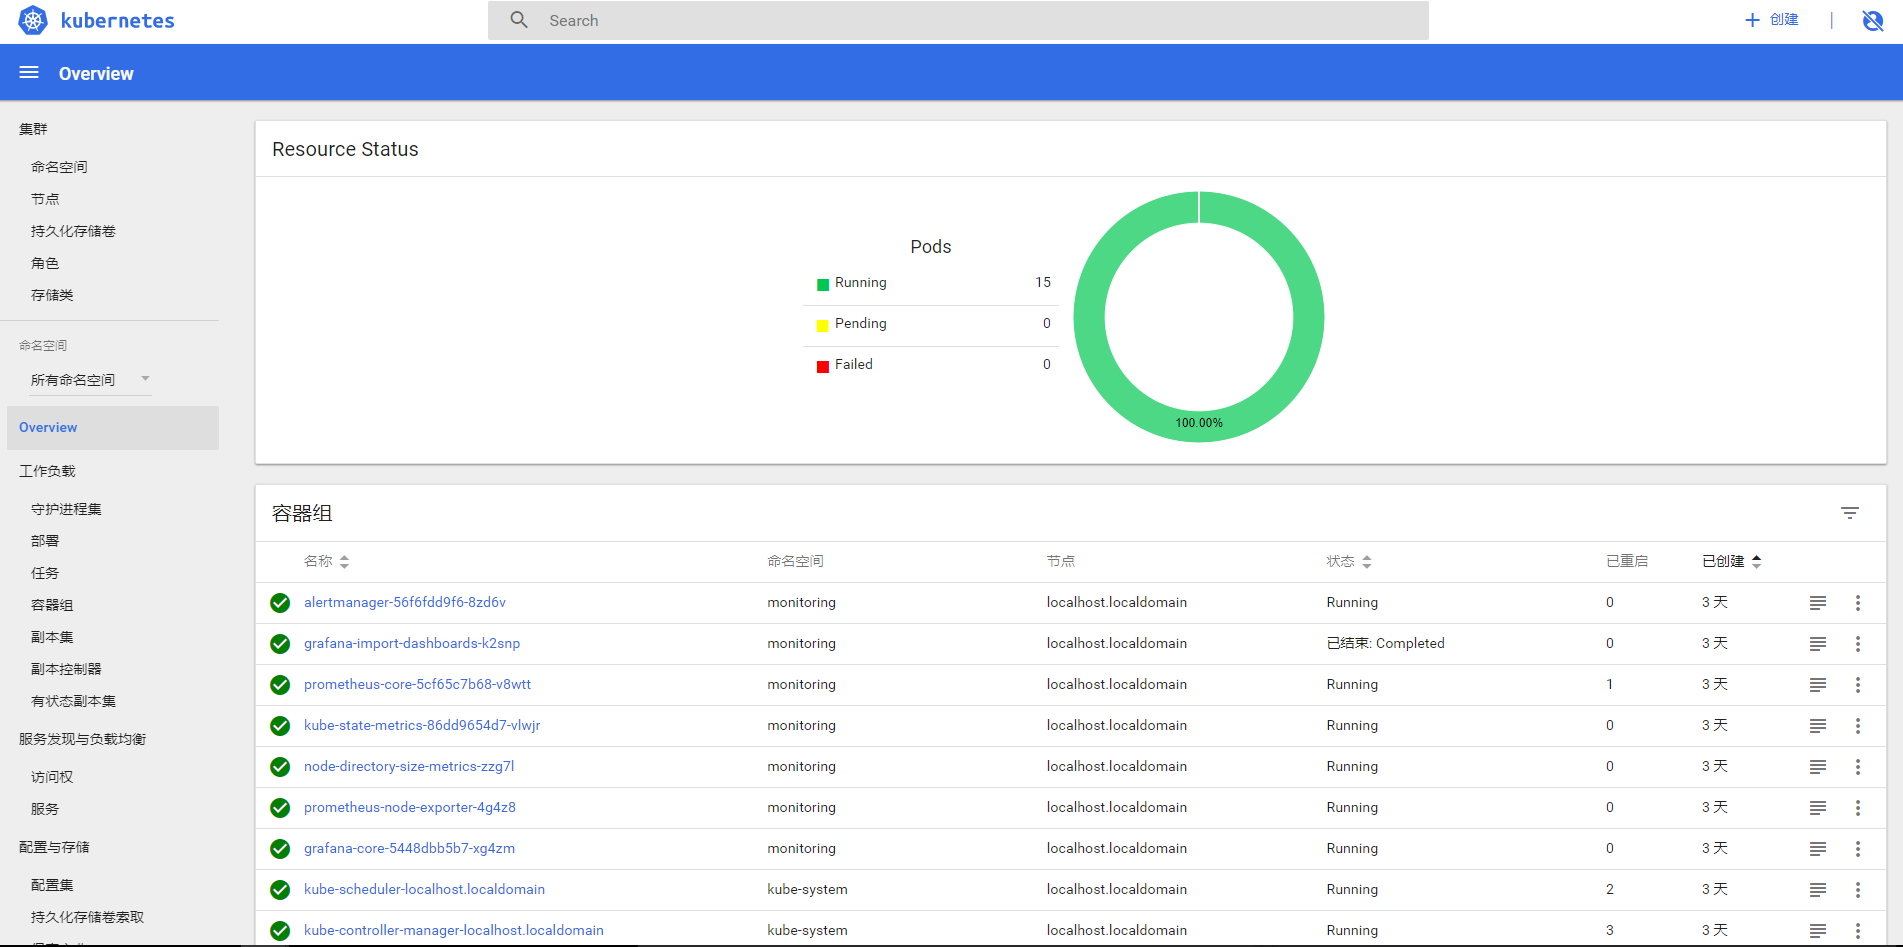 kubernetes
Search
创建
Overview
集群
命名空间
节点
持久化存储卷
角色
存储类
命名空间
所有命名空间
Overview
工作负载
守护进程集
部署
任务
容器组
副本集
副本控制器
有状态副本集
服务发现与负载均衡
访问权
服务
配置与存储
配置集
持久化存储卷索取
Resource Status
Pods
Running 15
Pending 0
Failed 0
100.00%
容器组
名称 命名空间 节点 状态 已重启 已创建
alertmanager-56f6fdd9f6-8zd6v monitoring localhost.localdomain Running 0 3 天
grafana-import-dashboards-k2snp monitoring localhost.localdomain 已结束: Completed 0 3 天
prometheus-core-5cf65c7b68-v8wtt monitoring localhost.localdomain Running 1 3 天
kube-state-metrics-86dd9654d7-vlwjr monitoring localhost.localdomain Running 0 3 天
node-directory-size-metrics-zzg7l monitoring localhost.localdomain Running 0 3 天
prometheus-node-exporter-4g4z8 monitoring localhost.localdomain Running 0 3 天
grafana-core-5448dbb5b7-xg4zm monitoring localhost.localdomain Running 0 3 天
kube-scheduler-localhost.localdomain kube-system localhost.localdomain Running 2 3 天
kube-controller-manager-localhost.localdomain kube-system localhost.localdomain Running 3 3 天